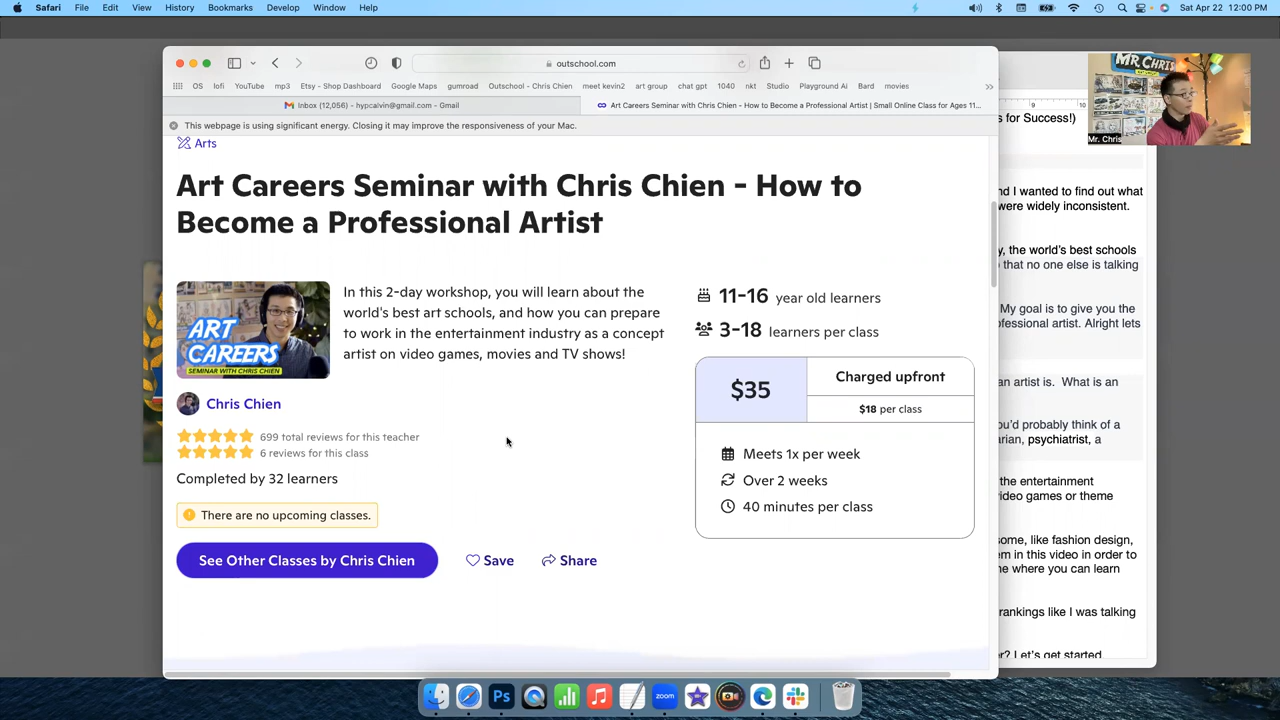 Safari File Edit View History Bookmarks Develop Window Help
Sat Apr 22 12:00 PM
outschool.com
OS lofi YouTube mp3 Etsy - Shop Dashboard Google Maps gumroad Outschool - Chris Chien meet kevin2 art group chat gpt 1040 nkt Studio Playground Ai Bard movies
Inbox (12,056) - hypcalvin@gmail.com - Gmail
Art Careers Seminar with Chris Chien - How to Become a Professional Artist | Small Online Class for Ages 11...
This webpage is using significant energy. Closing it may improve the responsiveness of your Mac.
Arts
Art Careers Seminar with Chris Chien - How to
Become a Professional Artist
ART
CAREERS
SEMINAR WITH CHRIS CHIEN
In this 2-day workshop, you will learn about the
world's best art schools, and how you can prepare
to work in the entertainment industry as a concept
artist on video games, movies and TV shows!
Chris Chien
699 total reviews for this teacher
6 reviews for this class
Completed by 32 learners
There are no upcoming classes.
See Other Classes by Chris Chien
Save
Share
11-16 year old learners
3-18 learners per class
$35
Charged upfront
$18 per class
Meets 1x per week
Over 2 weeks
40 minutes per class
MR. CHRIS
Mr. Chris
9 10
s for Success!)
nd I wanted to find out what
were widely inconsistent.
y, the world's best schools
that no one else is talking
My goal is to give you the
ofessional artist. Alright lets
an artist is. What is an
ou'd probably think of a
arian, psychiatrist, a
the entertainment
ideo games or theme
some, like fashion design,
em in this video in order to
ne where you can learn
rankings like I was talking
er? Let's get started.
zoom